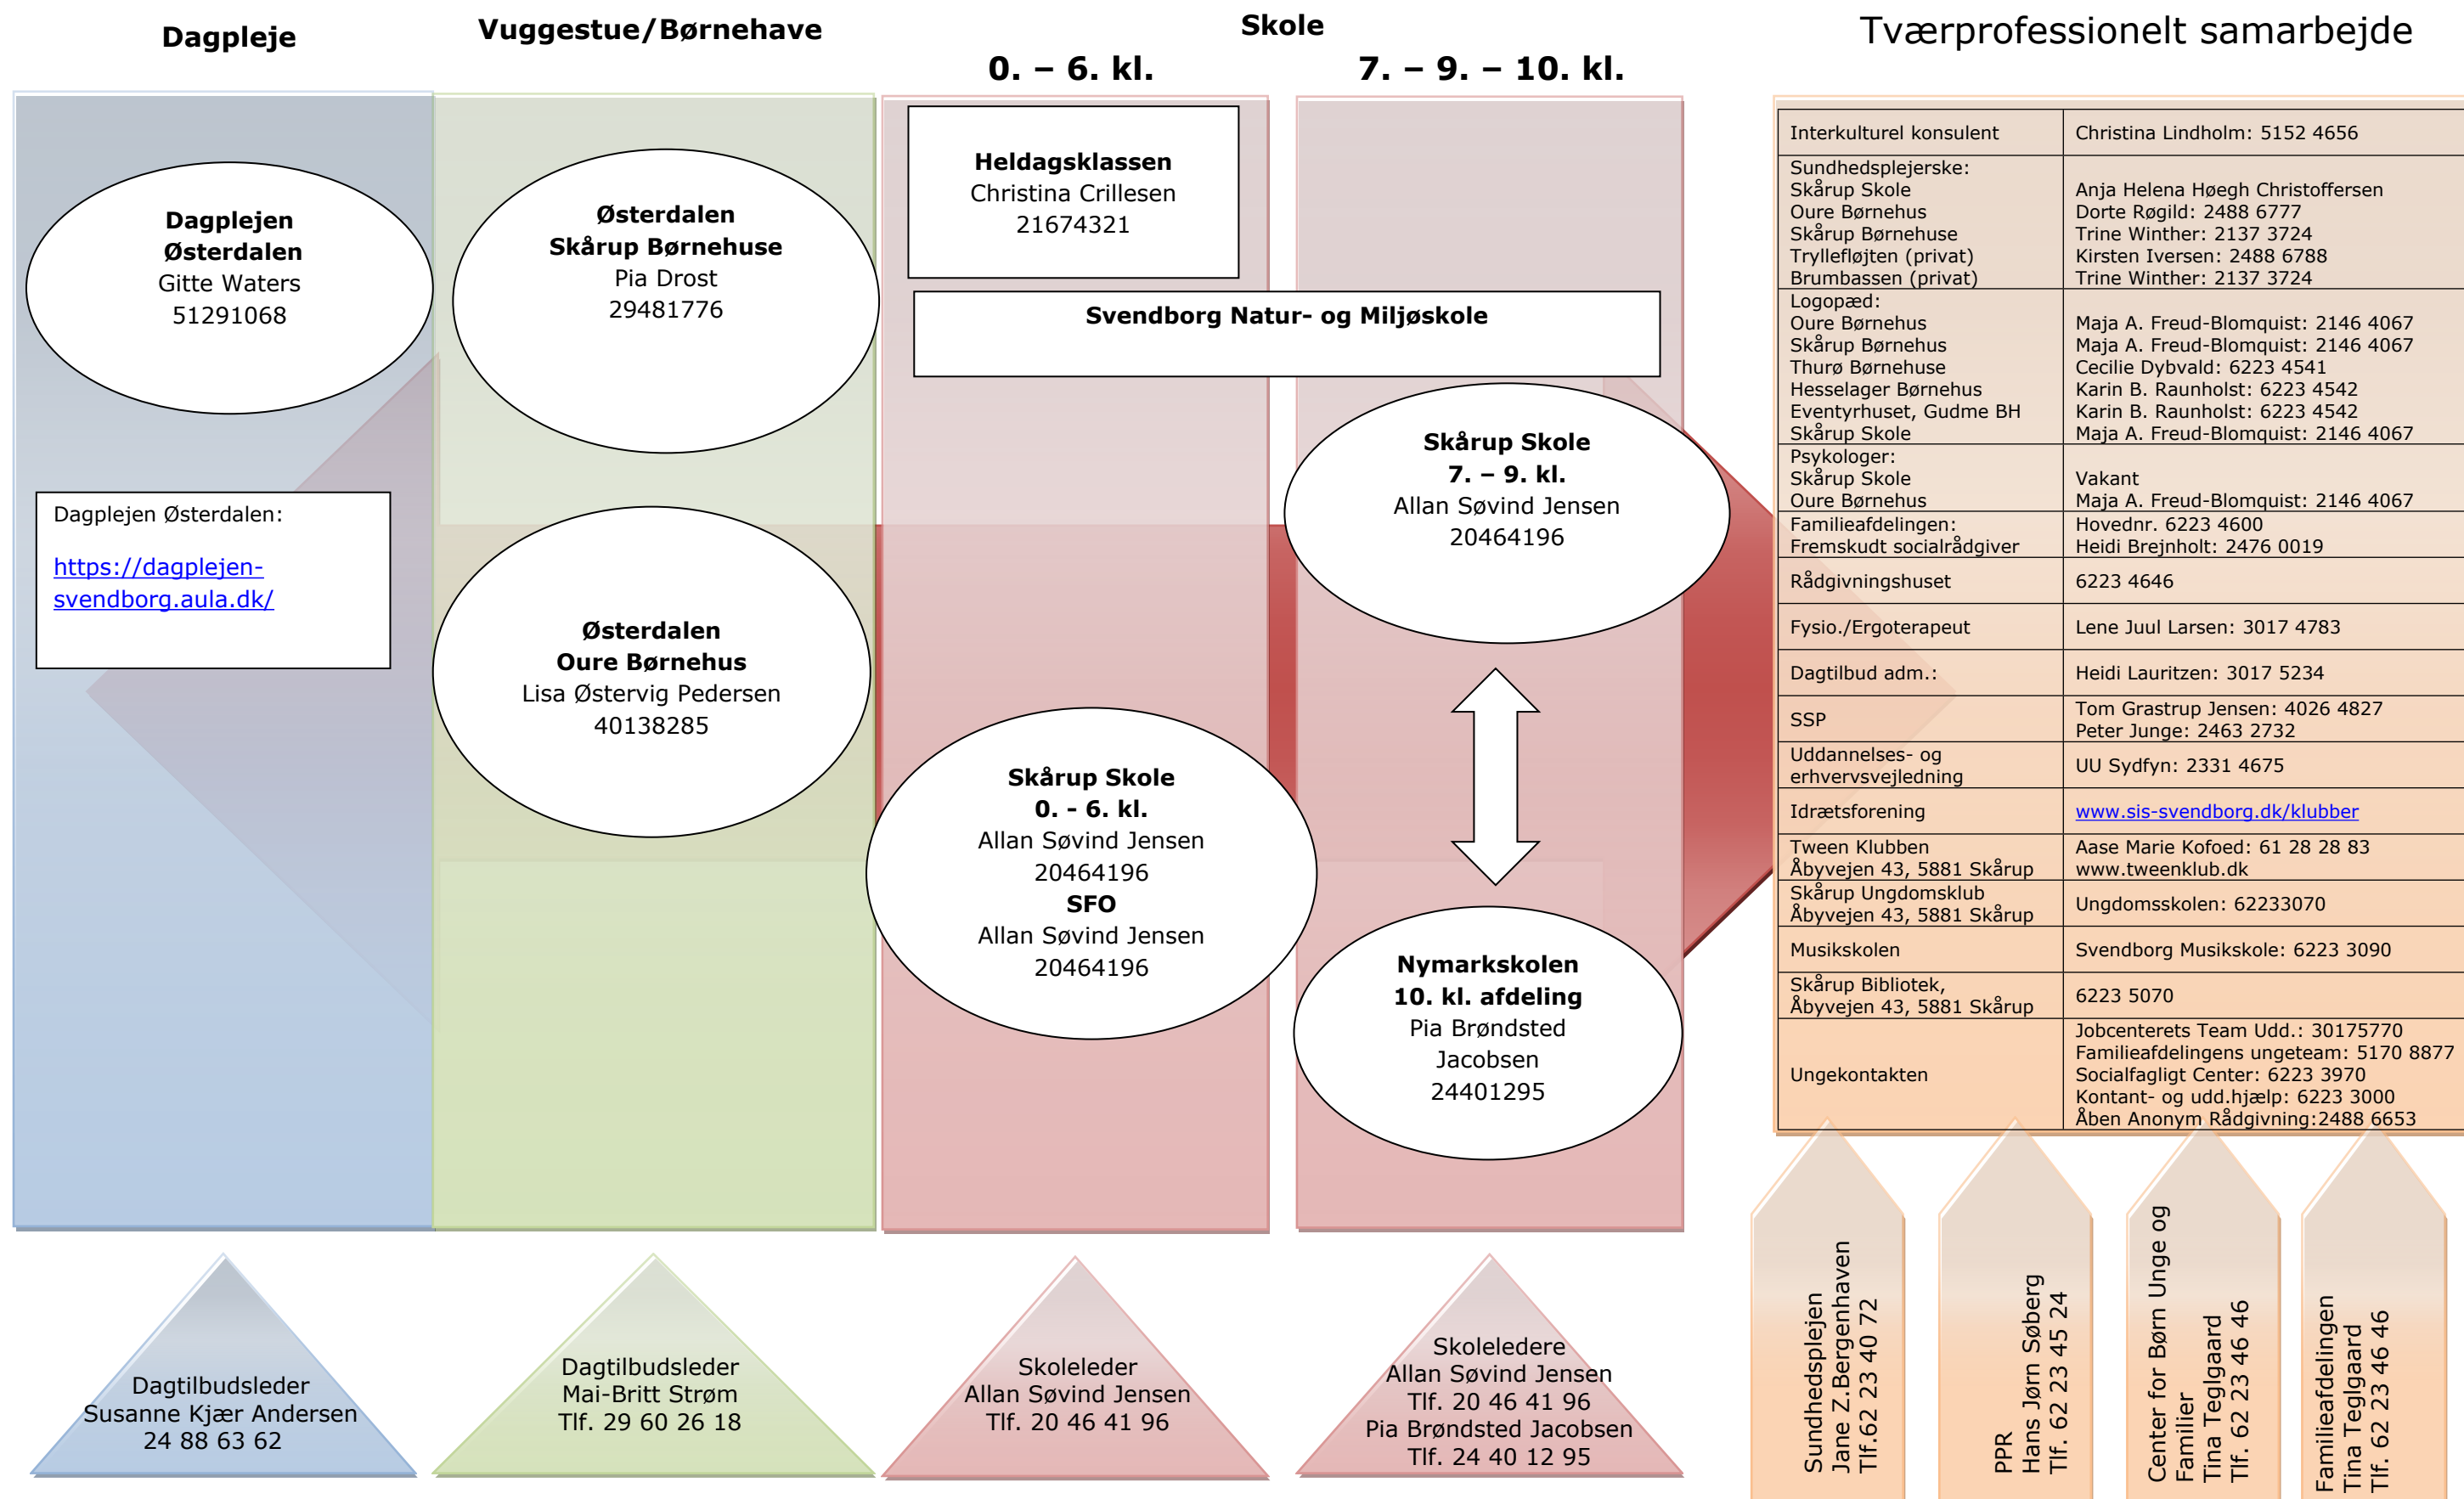 Dagpleje
Vuggestue/Børnehave
Skole
0. – 6. kl.
7. – 9. – 10. kl.
Tværprofessionelt samarbejde
Dagplejen
Østerdalen
Gitte Waters
51291068
Dagplejen Østerdalen:
https://dagplejen-
svendborg.aula.dk/
Østerdalen
Skårup Børnehuse
Pia Drost
29481776
Østerdalen
Oure Børnehus
Lisa Østervig Pedersen
40138285
Heldagsklassen
Christina Crillesen
21674321
Svendborg Natur- og Miljøskole
Skårup Skole
0. - 6. kl.
Allan Søvind Jensen
20464196
SFO
Allan Søvind Jensen
20464196
Skårup Skole
7. – 9. kl.
Allan Søvind Jensen
20464196
Nymarkskolen
10. kl. afdeling
Pia Brøndsted
Jacobsen
24401295
Interkulturel konsulent Christina Lindholm: 5152 4656
Sundhedsplejerske:
Skårup Skole Anja Helena Høegh Christoffersen
Oure Børnehus Dorte Røgild: 2488 6777
Skårup Børnehuse Trine Winther: 2137 3724
Tryllefløjten (privat) Kirsten Iversen: 2488 6788
Brumbassen (privat) Trine Winther: 2137 3724
Logopæd:
Oure Børnehus Maja A. Freud-Blomquist: 2146 4067
Skårup Børnehus Maja A. Freud-Blomquist: 2146 4067
Thurø Børnehuse Cecilie Dybvald: 6223 4541
Hesselager Børnehus Karin B. Raunholst: 6223 4542
Eventyrhuset, Gudme BH Karin B. Raunholst: 6223 4542
Skårup Skole Maja A. Freud-Blomquist: 2146 4067
Psykologer:
Skårup Skole Vakant
Oure Børnehus Maja A. Freud-Blomquist: 2146 4067
Familieafdelingen: Hovednr. 6223 4600
Fremskudt socialrådgiver Heidi Brejnholt: 2476 0019
Rådgivningshuset 6223 4646
Fysio./Ergoterapeut Lene Juul Larsen: 3017 4783
Dagtilbud adm.: Heidi Lauritzen: 3017 5234
SSP
Tom Grastrup Jensen: 4026 4827
Peter Junge: 2463 2732
Uddannelses- og
erhvervsvejledning
UU Sydfyn: 2331 4675
Idrætsforening www.sis-svendborg.dk/klubber
Tween Klubben Aase Marie Kofoed: 61 28 28 83
Åbyvejen 43, 5881 Skårup www.tweenklub.dk
Skårup Ungdomsklub
Åbyvejen 43, 5881 Skårup
Ungdomsskolen: 62233070
Musikskolen Svendborg Musikskole: 6223 3090
Skårup Bibliotek,
Åbyvejen 43, 5881 Skårup
6223 5070
Ungekontakten
Jobcenterets Team Udd.: 30175770
Familieafdelingens ungeteam: 5170 8877
Socialfagligt Center: 6223 3970
Kontant- og udd.hjælp: 6223 3000
Åben Anonym Rådgivning:2488 6653
Dagtilbudsleder
Susanne Kjær Andersen
24 88 63 62
Dagtilbudsleder
Mai-Britt Strøm
Tlf. 29 60 26 18
Skoleleder
Allan Søvind Jensen
Tlf. 20 46 41 96
Skoleledere
Allan Søvind Jensen
Tlf. 20 46 41 96
Pia Brøndsted Jacobsen
Tlf. 24 40 12 95
Sundhedsplejen
Jane Z.Bergenhaven
Tlf.62 23 40 72
PPR
Hans Jørn Søberg
Tlf. 62 23 45 24
Center for Børn Unge og
Familier
Tina Teglgaard
Tlf. 62 23 46 46
Familieafdelingen
Tina Teglgaard
Tlf. 62 23 46 46